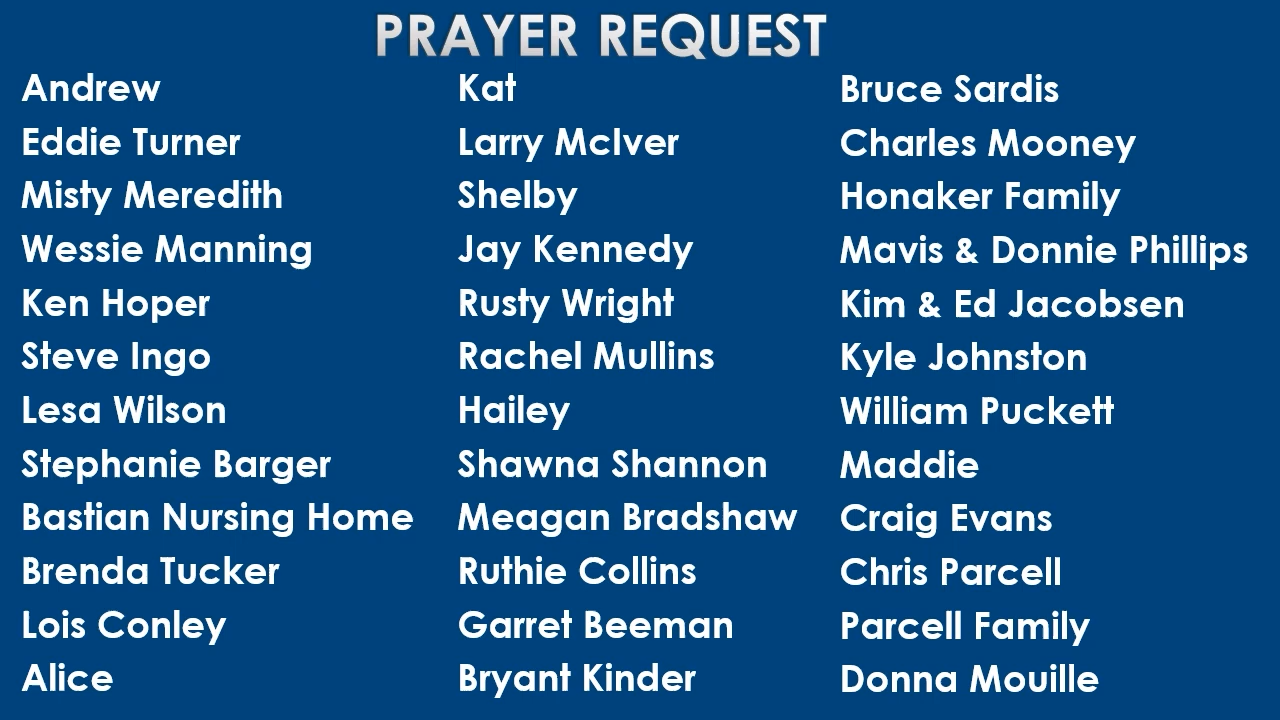 PRAYER REQUEST
Andrew
Eddie Turner
Misty Meredith
Wessie Manning
Ken Hoper
Steve Ingo
Lesa Wilson
Stephanie Barger
Bastian Nursing Home
Brenda Tucker
Lois Conley
Alice
Kat
Larry McIver
Shelby
Jay Kennedy
Rusty Wright
Rachel Mullins
Hailey
Shawna Shannon
Meagan Bradshaw
Ruthie Collins
Garret Beeman
Bryant Kinder
Bruce Sardis
Charles Mooney
Honaker Family
Mavis & Donnie Phillips
Kim & Ed Jacobsen
Kyle Johnston
William Puckett
Maddie
Craig Evans
Chris Parcell
Parcell Family
Donna Mouille